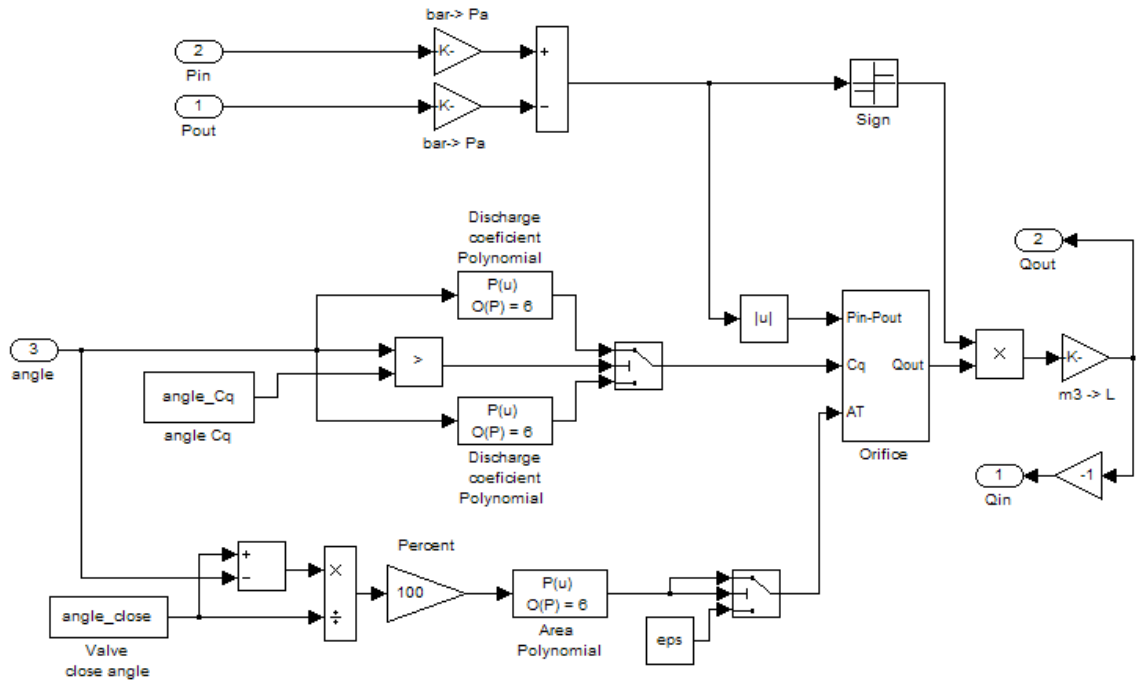 bar-> Pa
2
Pin
K-
+
1
Pout
K-
−
bar-> Pa
Sign
Discharge
coeficient
Polynomial
P(u)
O(P) = 6
2
Qout
|u|
Pin-Pout
Cq
Qout
AT
Orifice
×
K-
m3 -> L
3
angle
>
angle_Cq
angle Cq
P(u)
O(P) = 6
Discharge
coeficient
Polynomial
1
Qin
-1
+
−
×
÷
Percent
100
P(u)
O(P) = 6
Area
Polynomial
eps
angle_close
Valve
close angle